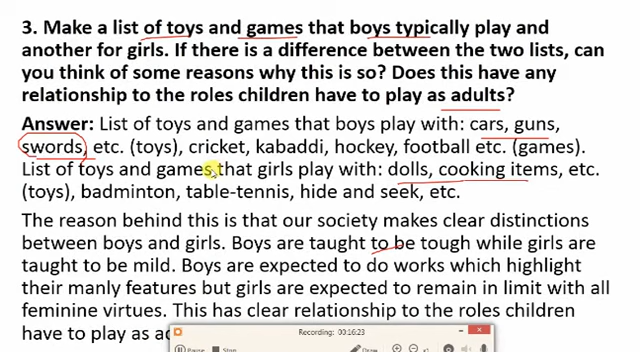 3. Make a list of toys and games that boys typically play and
another for girls. If there is a difference between the two lists, can
you think of some reasons why this is so? Does this have any
relationship to the roles children have to play as adults?
Answer: List of toys and games that boys play with: cars, guns,
swords, etc. (toys), cricket, kabaddi, hockey, football etc. (games).
List of toys and games that girls play with: dolls, cooking items, etc.
(toys), badminton, table-tennis, hide and seek, etc.
The reason behind this is that our society makes clear distinctions
between boys and girls. Boys are taught to be tough while girls are
taught to be mild. Boys are expected to do works which highlight
their manly features but girls are expected to remain in limit with all
feminine virtues. This has clear relationship to the roles children
have to play as
Recording: 00:16:23
Pause Stop Draw